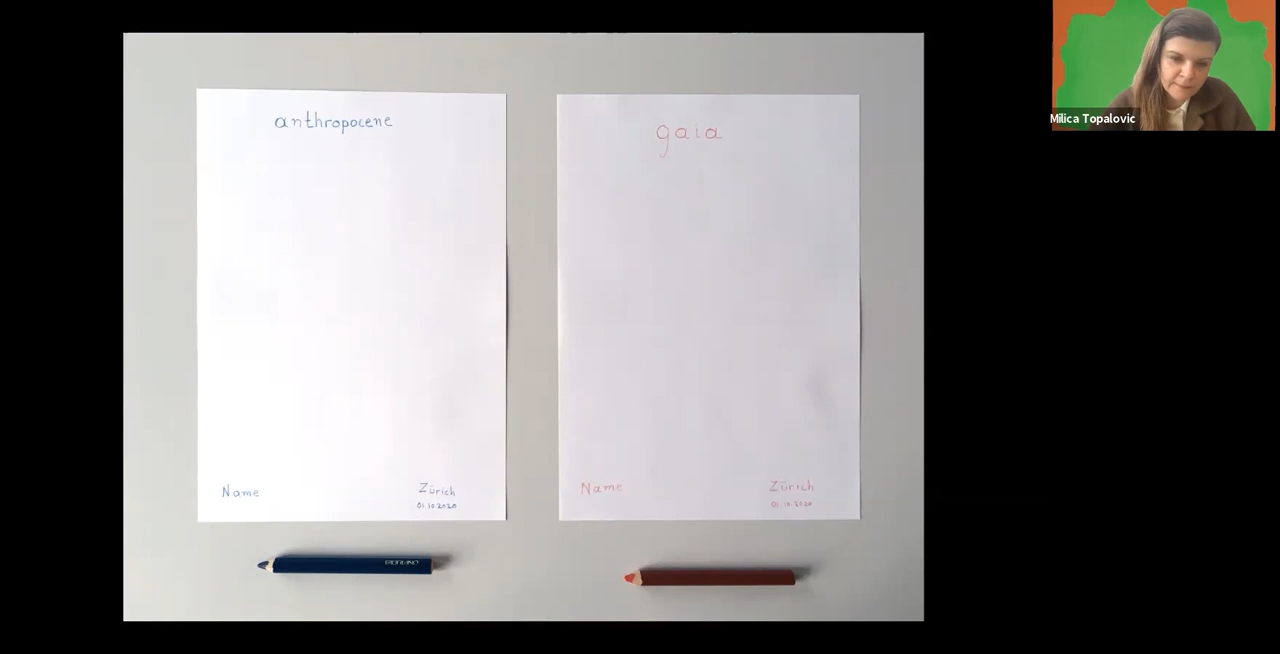 anthropocene
Name
Zürich
01.10.2020
gaia
Name
Zürich
01.10.2020
Milica Topalovic